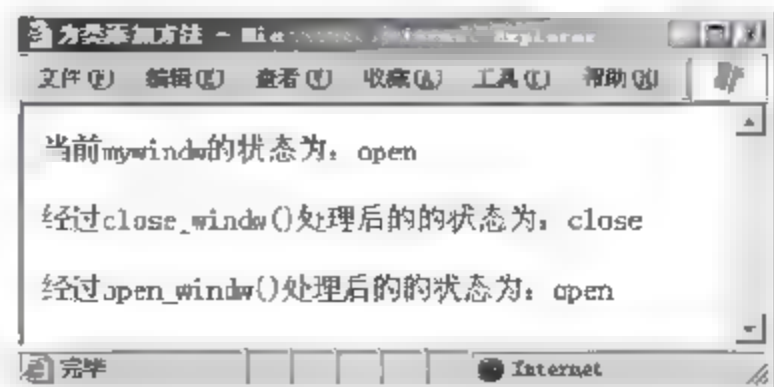 为类添加方法 - Explorer
文件(F) 编辑(E) 查看(V) 收藏(A) 工具(T) 帮助(H)
当前mywindw的状态为：open
经过close_windw()处理后的的状态为：close
经过open_windw()处理后的的状态为：open
完毕 Internet